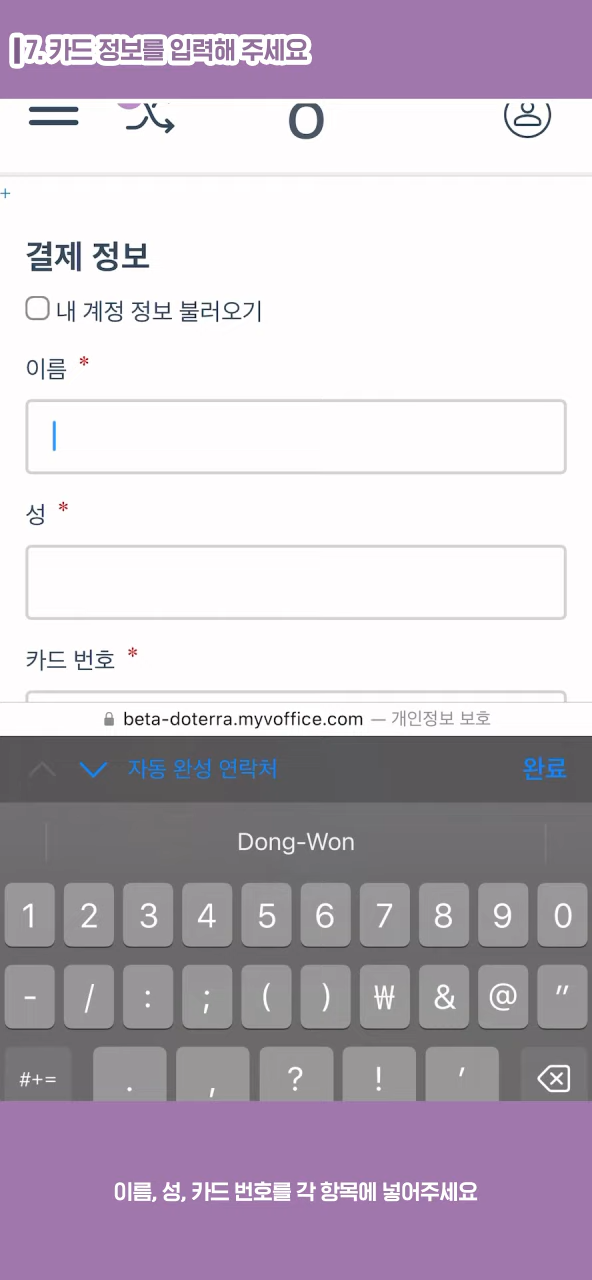 7. 카드 정보를 입력해 주세요
결제 정보
내 계정 정보 불러오기
이름 *
성 *
카드 번호 *
beta-doterra.myvoffice.com — 개인정보 보호
자동 완성 연락처 완료
Dong-Won
1 2 3 4 5 6 7 8 9 0
- / : ; ( ) ₩ & @ "
#+= . , ? ! '
이름, 성, 카드 번호를 각 항목에 넣어주세요